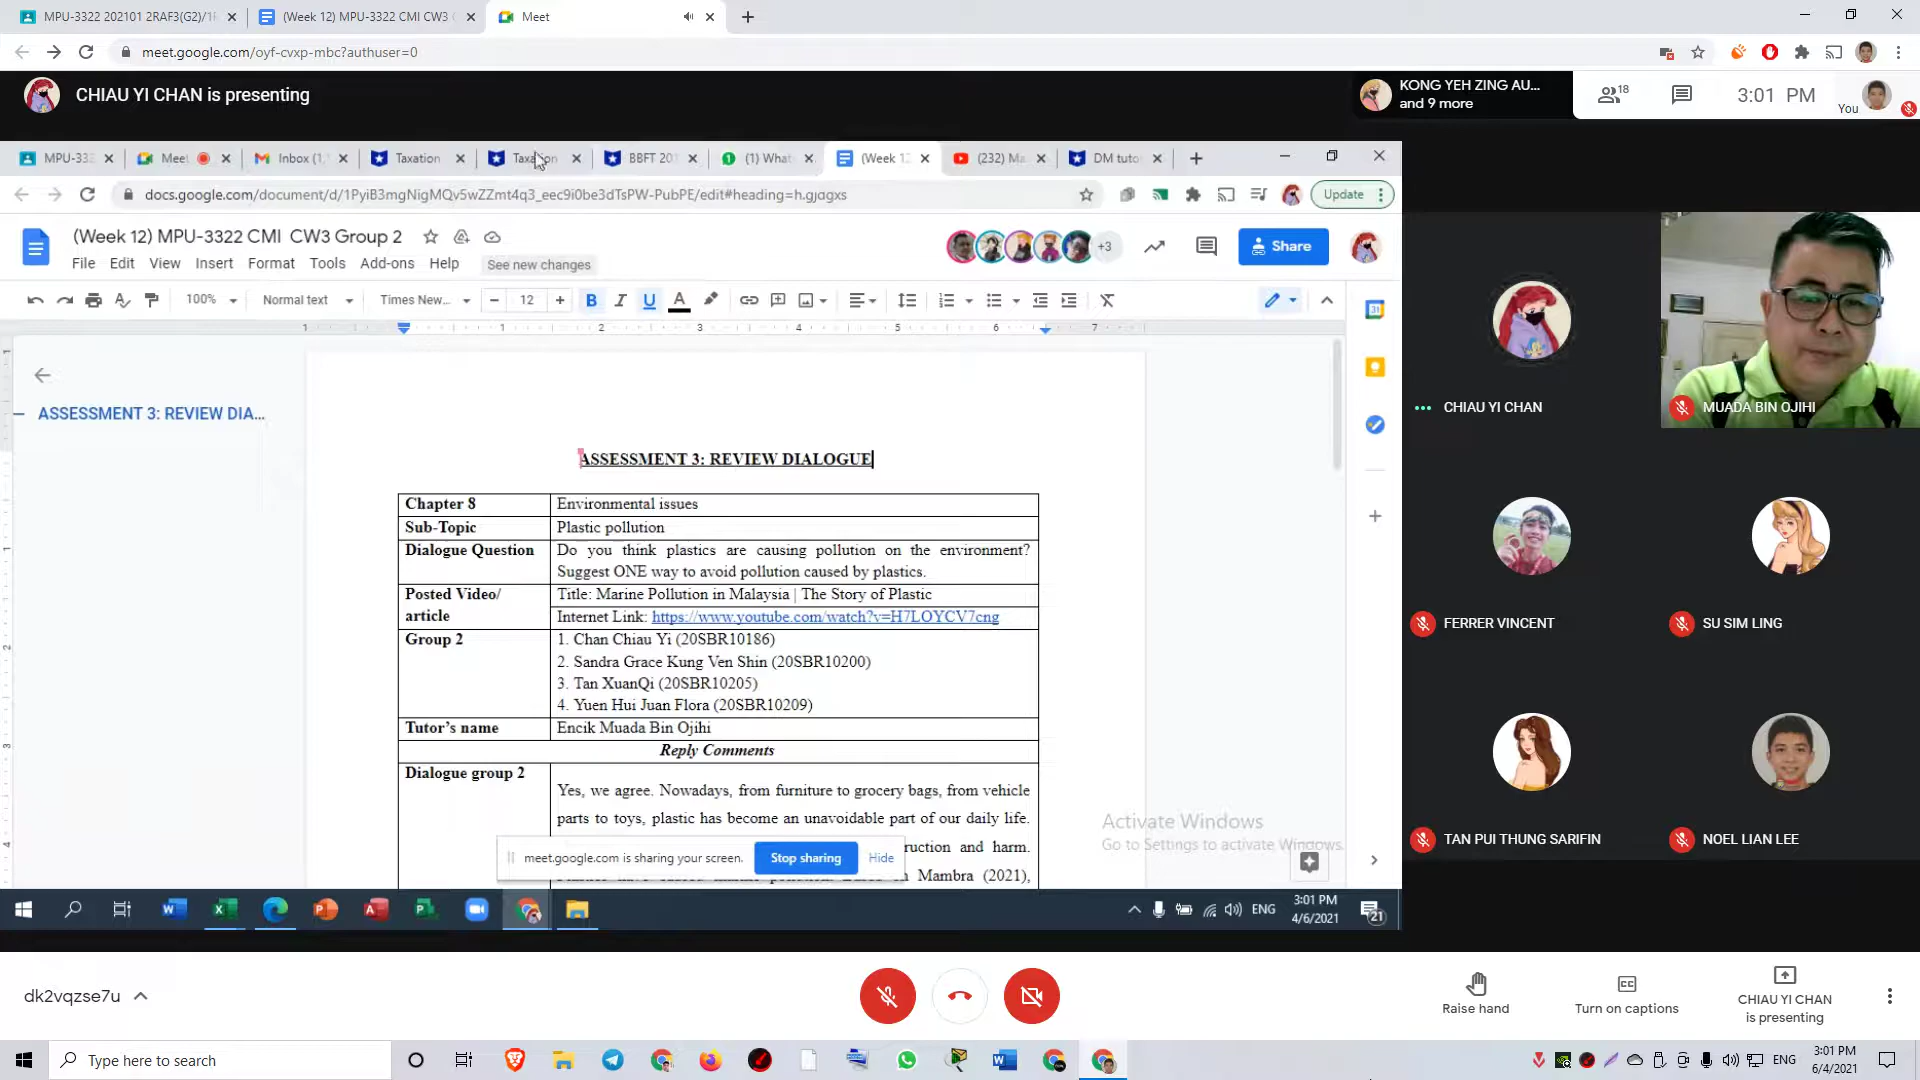 MPU-3322 202101 2RAF3(G2)/1
(Week 12) MPU-3322 CMI CW3
Meet
meet.google.com/oyf-cvxp-mbc?authuser=0
CHIAU YI CHAN is presenting
KONG YEH ZING AU...
and 9 more
18
3:01 PM
You
MPU-332
Meet
Inbox (1,
Taxation
Taxation
BBFT 201
(1) What
(Week 12
(232) Ma
DM tuto
docs.google.com/document/d/1PyiB3mgNigMQv5wZZmt4q3_eec9i0be3dTsPW-PubPE/edit#heading=h.gjdgxs
Update
(Week 12) MPU-3322 CMI CW3 Group 2
+3
Share
File Edit View Insert Format Tools Add-ons Help See new changes
100% Normal text Times New... 12 B I U A
1 1 2 3 4 5 6 7
ASSESSMENT 3: REVIEW DIA...
ASSESSMENT 3: REVIEW DIALOGUE
Chapter 8 Environmental issues
Sub-Topic Plastic pollution
Dialogue Question Do you think plastics are causing pollution on the environment?
Suggest ONE way to avoid pollution caused by plastics.
Posted Video/ Title: Marine Pollution in Malaysia | The Story of Plastic
article Internet Link: https://www.youtube.com/watch?v=H7LOYCV7cng
Group 2 1. Chan Chiau Yi (20SBR10186)
2. Sandra Grace Kung Ven Shin (20SBR10200)
3. Tan XuanQi (20SBR10205)
4. Yuen Hui Juan Flora (20SBR10209)
Tutor's name Encik Muada Bin Ojihi
Reply Comments
Dialogue group 2
Yes, we agree. Nowadays, from furniture to grocery bags, from vehicle
parts to toys, plastic has become an unavoidable part of our daily life.
ruction and harm.
Mambra (2021),
meet.google.com is sharing your screen. Stop sharing Hide
Activate Windows
Go to Settings to activate Windows.
ENG
3:01 PM
4/6/2021
21
CHIAU YI CHAN
MUADA BIN OJIHI
FERRER VINCENT
SU SIM LING
TAN PUI THUNG SARIFIN
NOEL LIAN LEE
dk2vqzse7u
Raise hand
Turn on captions
CHIAU YI CHAN
is presenting
Type here to search
ENG
3:01 PM
6/4/2021